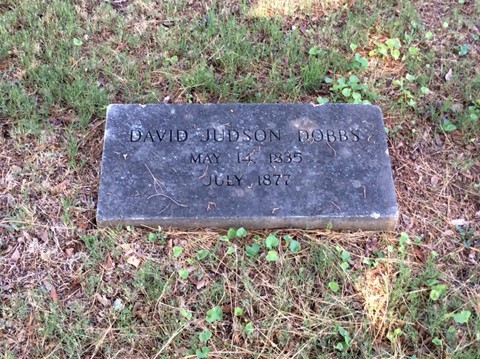 DAVID JUDSON DOBBS
MAY 14, 1835
JULY 1877